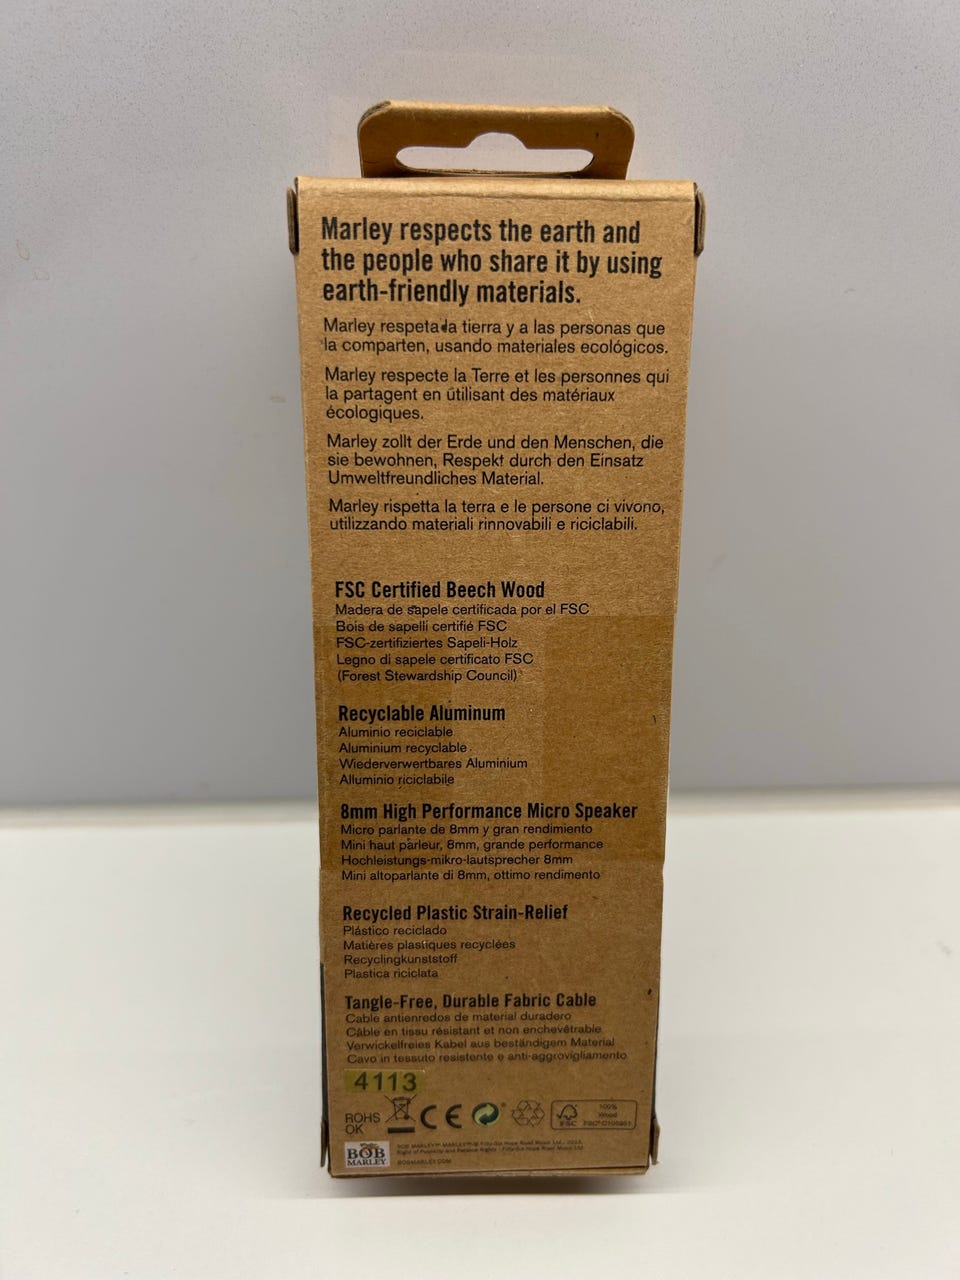 Marley respects the earth and
the people who share it by using
earth-friendly materials.
Marley respeta la tierra y a las personas que
la comparten, usando materiales ecológicos.
Marley respecte la Terre et les personnes qui
la partagent en utilisant des matériaux
écologiques.
Marley zollt der Erde und den Menschen, die
sie bewohnen, Respekt durch den Einsatz
Umweltfreundliches Material.
Marley rispetta la terra e le persone ci vivono,
utilizzando materiali rinnovabili e riciclabili.
FSC Certified Beech Wood
Madera de sapele certificada por el FSC
Bois de sapelli certifié FSC
FSC-zertifiziertes Sapeli-Holz
Legno di sapele certificato FSC
(Forest Stewardship Council)
Recyclable Aluminum
Aluminio reciclable
Aluminium recyclable
Wiederverwertbares Aluminium
Alluminio riciclabile
8mm High Performance Micro Speaker
Micro parlante de 8mm y gran rendimiento
Mini haut parleur, 8mm, grande performance
Hochleistungs-mikro-lautsprecher 8mm
Mini altoparlante di 8mm, ottimo rendimento
Recycled Plastic Strain-Relief
Plástico reciclado
Matières plastiques recyclées
Recyclingkunststoff
Plastica riciclata
Tangle-Free, Durable Fabric Cable
Cable antienredos de material duradero
Câble en tissu résistant et non enchevêtrable
Verwickelfreies Kabel aus beständigem Material
Cavo in tessuto resistente e anti-aggrovigliamento
4113
ROHS
OK
CE
FSC
100%
Wood
BOB
MARLEY
BOBMARLEY.COM